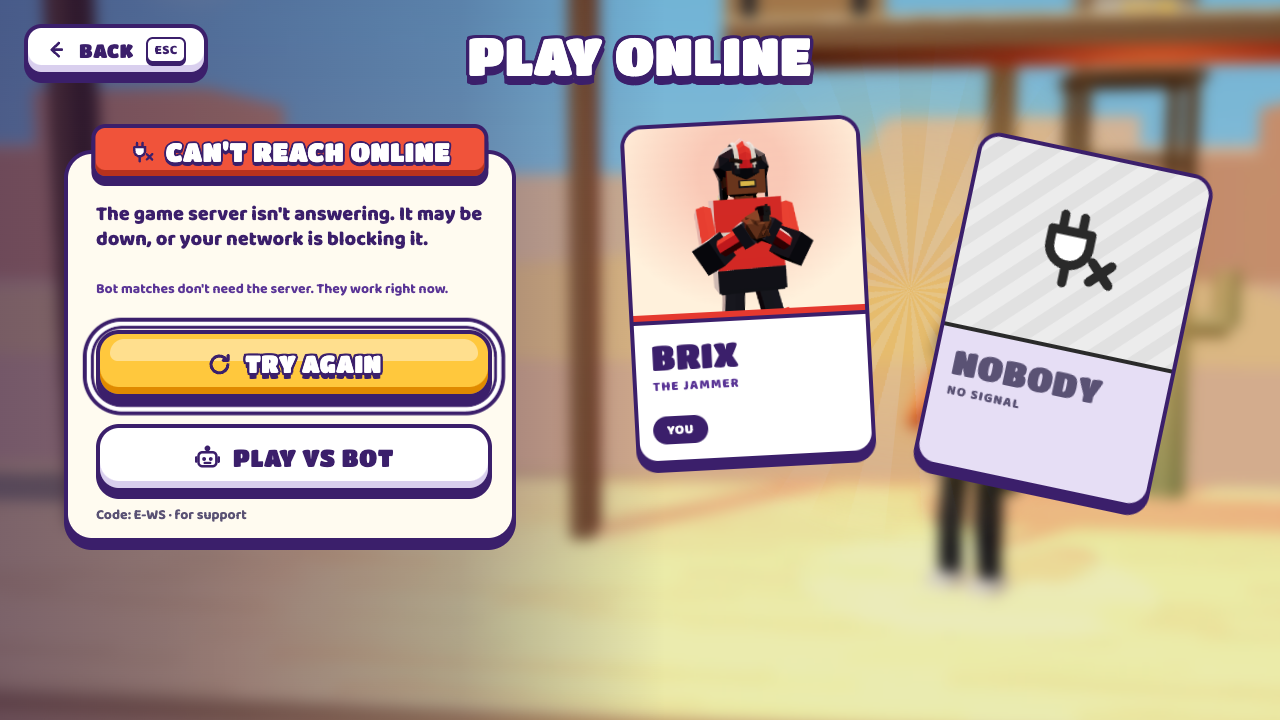 BACK ESC
PLAY ONLINE
CAN'T REACH ONLINE
The game server isn't answering. It may be
down, or your network is blocking it.
Bot matches don't need the server. They work right now.
TRY AGAIN
PLAY VS BOT
Code: E-WS · for support
BRIX
THE JAMMER
YOU
NOBODY
NO SIGNAL